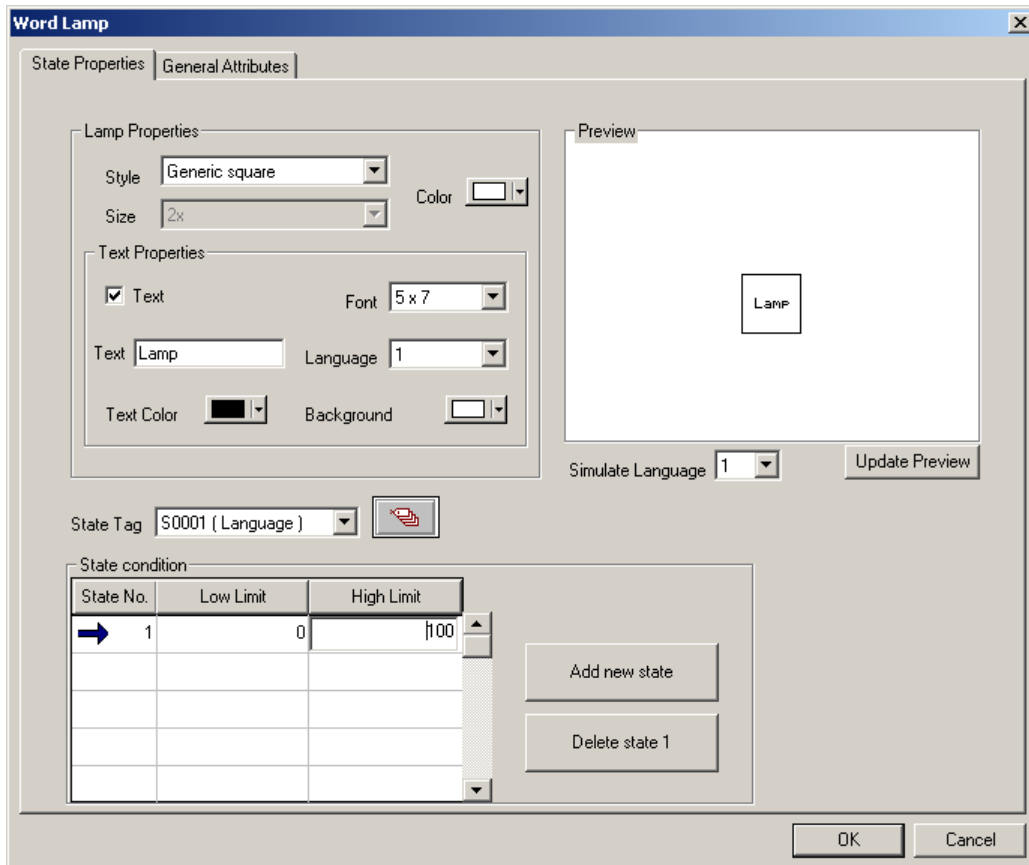 Word Lamp
State Properties
General Attributes
Lamp Properties
Style Generic square
Color
Size 2x
Text Properties
Text
Font 5 x 7
Text Lamp
Language 1
Text Color
Background
Preview
Lamp
Simulate Language 1
Update Preview
State Tag S0001 ( Language )
State condition
State No. Low Limit High Limit
1 0 100
Add new state
Delete state 1
OK Cancel